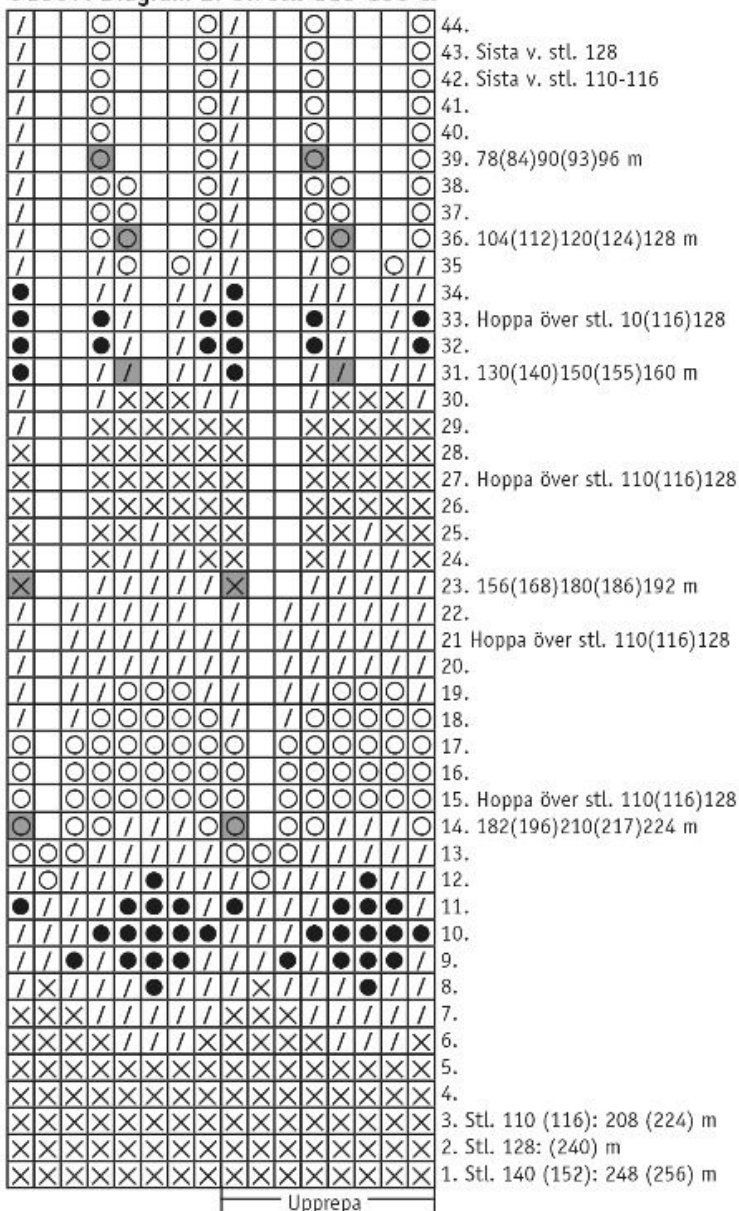 44.
43. Sista v. stl. 128
42. Sista v. stl. 110-116
41.
40.
39. 78(84)90(93)96 m
38.
37.
36. 104(112)120(124)128 m
35
34.
33. Hoppa över stl. 10(116)128
32.
31. 130(140)150(155)160 m
30.
29.
28.
27. Hoppa över stl. 110(116)128
26.
25.
24.
23. 156(168)180(186)192 m
22.
21 Hoppa över stl. 110(116)128
20.
19.
18.
17.
16.
15. Hoppa över stl. 110(116)128
14. 182(196)210(217)224 m
13.
12.
11.
10.
9.
8.
7.
6.
5.
4.
3. Stl. 110 (116): 208 (224) m
2. Stl. 128: (240) m
1. Stl. 140 (152): 248 (256) m
Upprepa